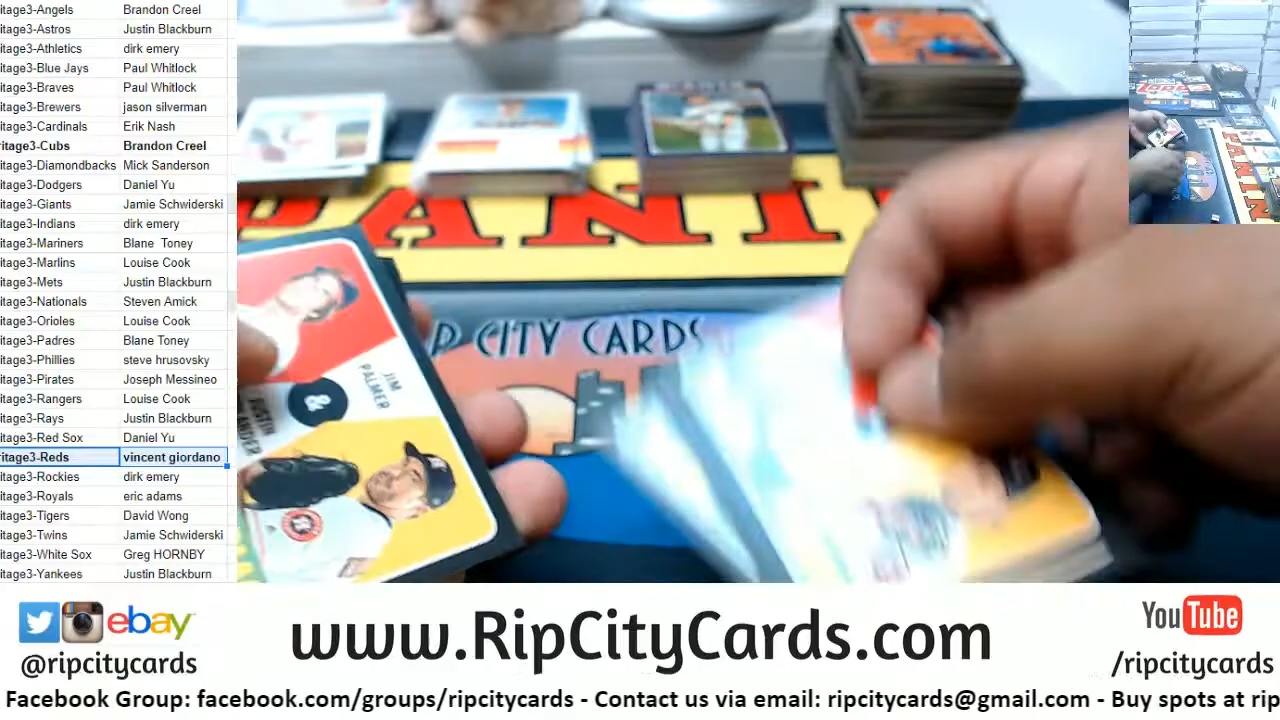 itage3-Angels Brandon Creel
itage3-Astros Justin Blackburn
itage3-Athletics dirk emery
itage3-Blue Jays Paul Whitlock
itage3-Braves Paul Whitlock
itage3-Brewers jason silverman
itage3-Cardinals Erik Nash
ritage3-Cubs Brandon Creel
itage3-Diamondbacks Mick Sanderson
itage3-Dodgers Daniel Yu
itage3-Giants Jamie Schwiderski
itage3-Indians dirk emery
itage3-Mariners Blane Toney
itage3-Marlins Louise Cook
itage3-Mets Justin Blackburn
itage3-Nationals Steven Amick
itage3-Orioles Louise Cook
itage3-Padres Blane Toney
itage3-Phillies steve hrusovsky
itage3-Pirates Joseph Messineo
itage3-Rangers Louise Cook
itage3-Rays Justin Blackburn
itage3-Red Sox Daniel Yu
ritage3-Reds vincent giordano
itage3-Rockies dirk emery
itage3-Royals eric adams
itage3-Tigers David Wong
itage3-Twins Jamie Schwiderski
itage3-White Sox Greg HORNBY
itage3-Yankees Justin Blackburn
PANINI
P CITY CARDS
JIM
PALMER
&
ebay
@ripcitycards
www.RipCityCards.com
YouTube
/ripcitycards
Facebook Group: facebook.com/groups/ripcitycards - Contact us via email: ripcitycards@gmail.com - Buy spots at rip